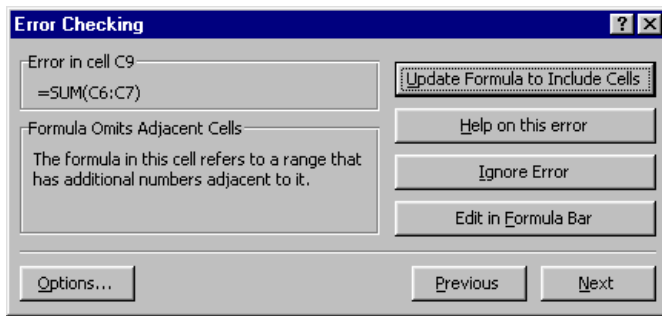 Error Checking
Error in cell C9
=SUM(C6:C7)
Formula Omits Adjacent Cells
The formula in this cell refers to a range that
has additional numbers adjacent to it.
Update Formula to Include Cells
Help on this error
Ignore Error
Edit in Formula Bar
Options...
Previous
Next